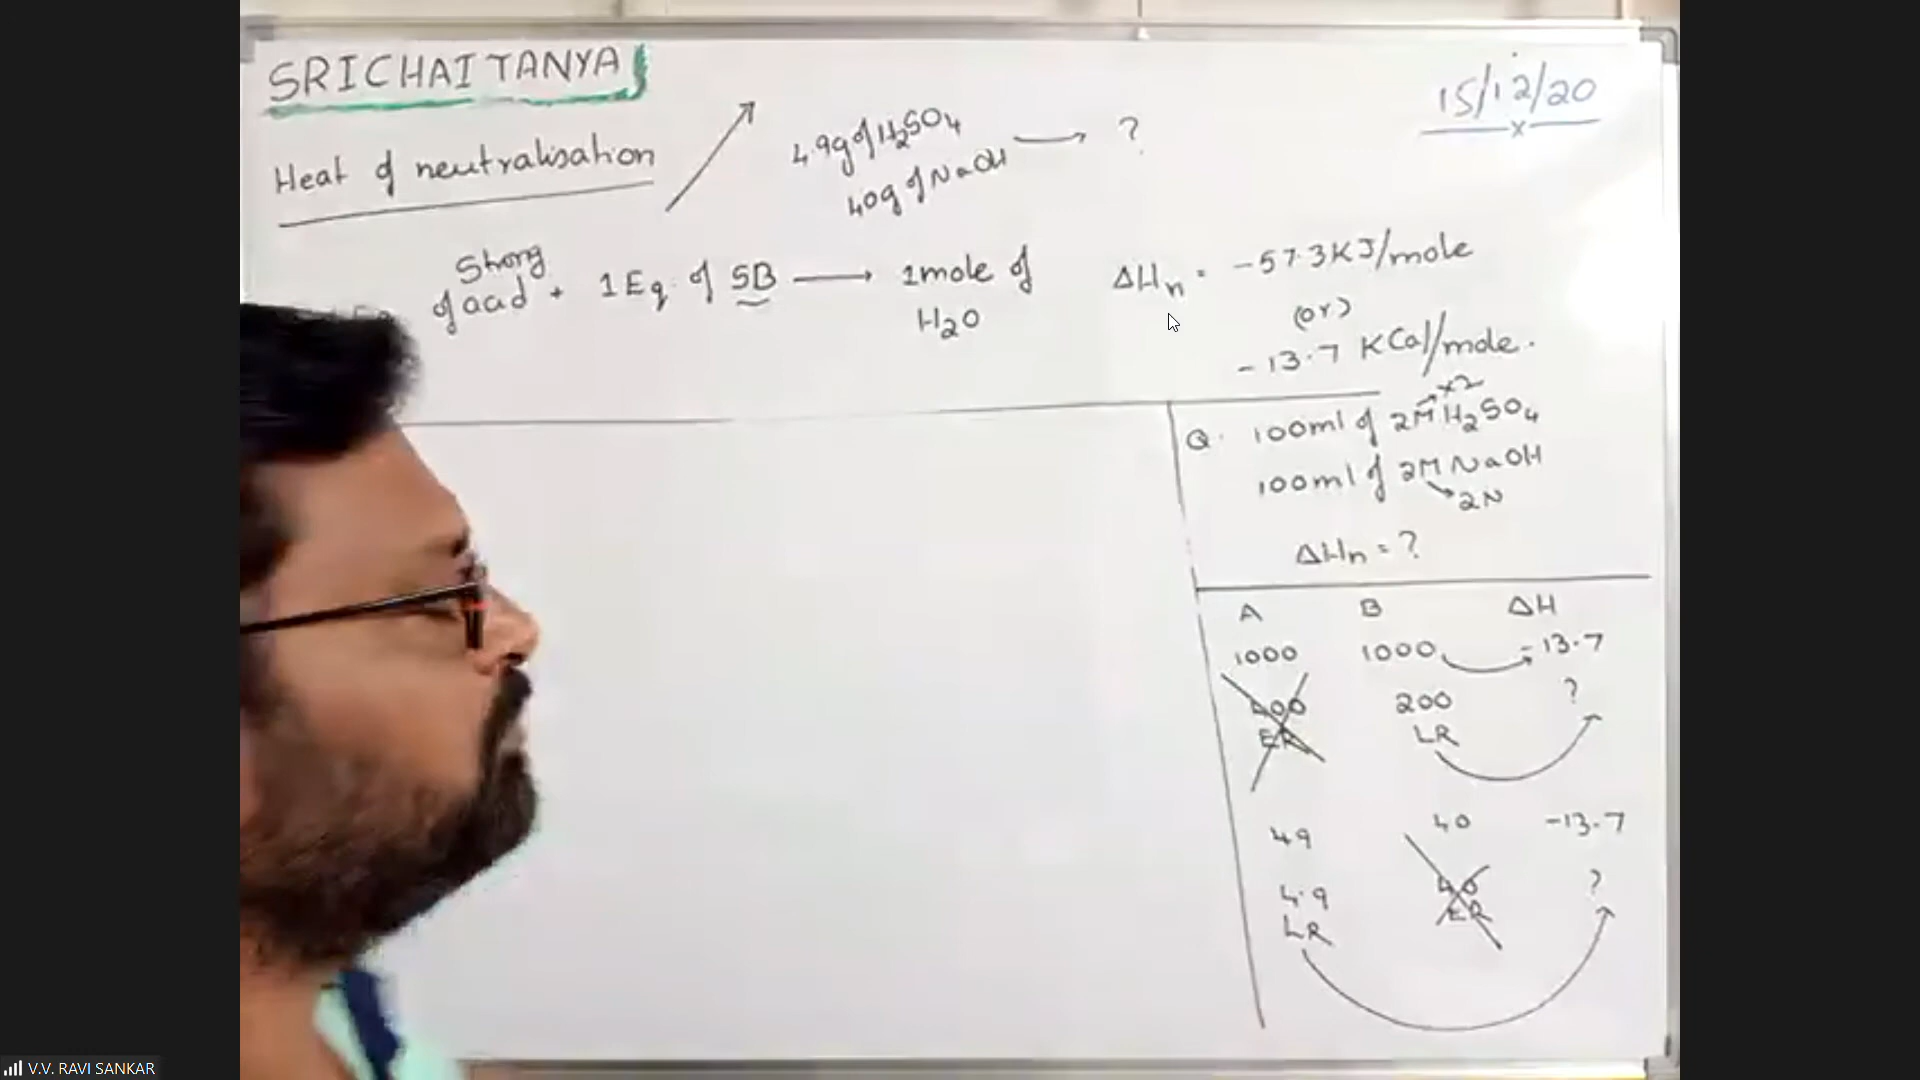 SRICHAITANYA
15/12/20
Heat of neutralisation
4.9g of H2SO4
40g of NaOH → ?
Strong
of acid + 1 Eq. of SB → 1 mole of
H2O
ΔHn = -57.3 KJ/mole
(or)
-13.7 KCal/mole.
x2
Q. 100ml of 2M H2SO4
100ml of 2M NaOH
2N
ΔHn = ?
A B ΔH
1000 1000 -13.7
400 200 ?
ER LR
49 40 -13.7
4.9 40 ?
LR ER
V.V. RAVI SANKAR